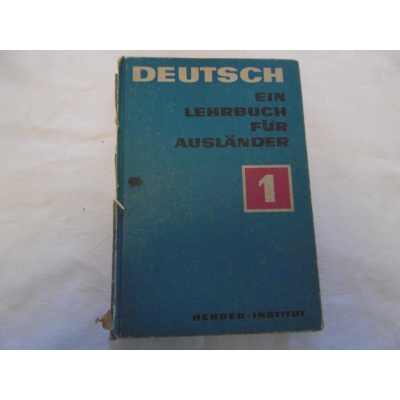 DEUTSCH
EIN
LEHRBUCH
FÜR
AUSLÄNDER
1
HERDER-INSTITUT